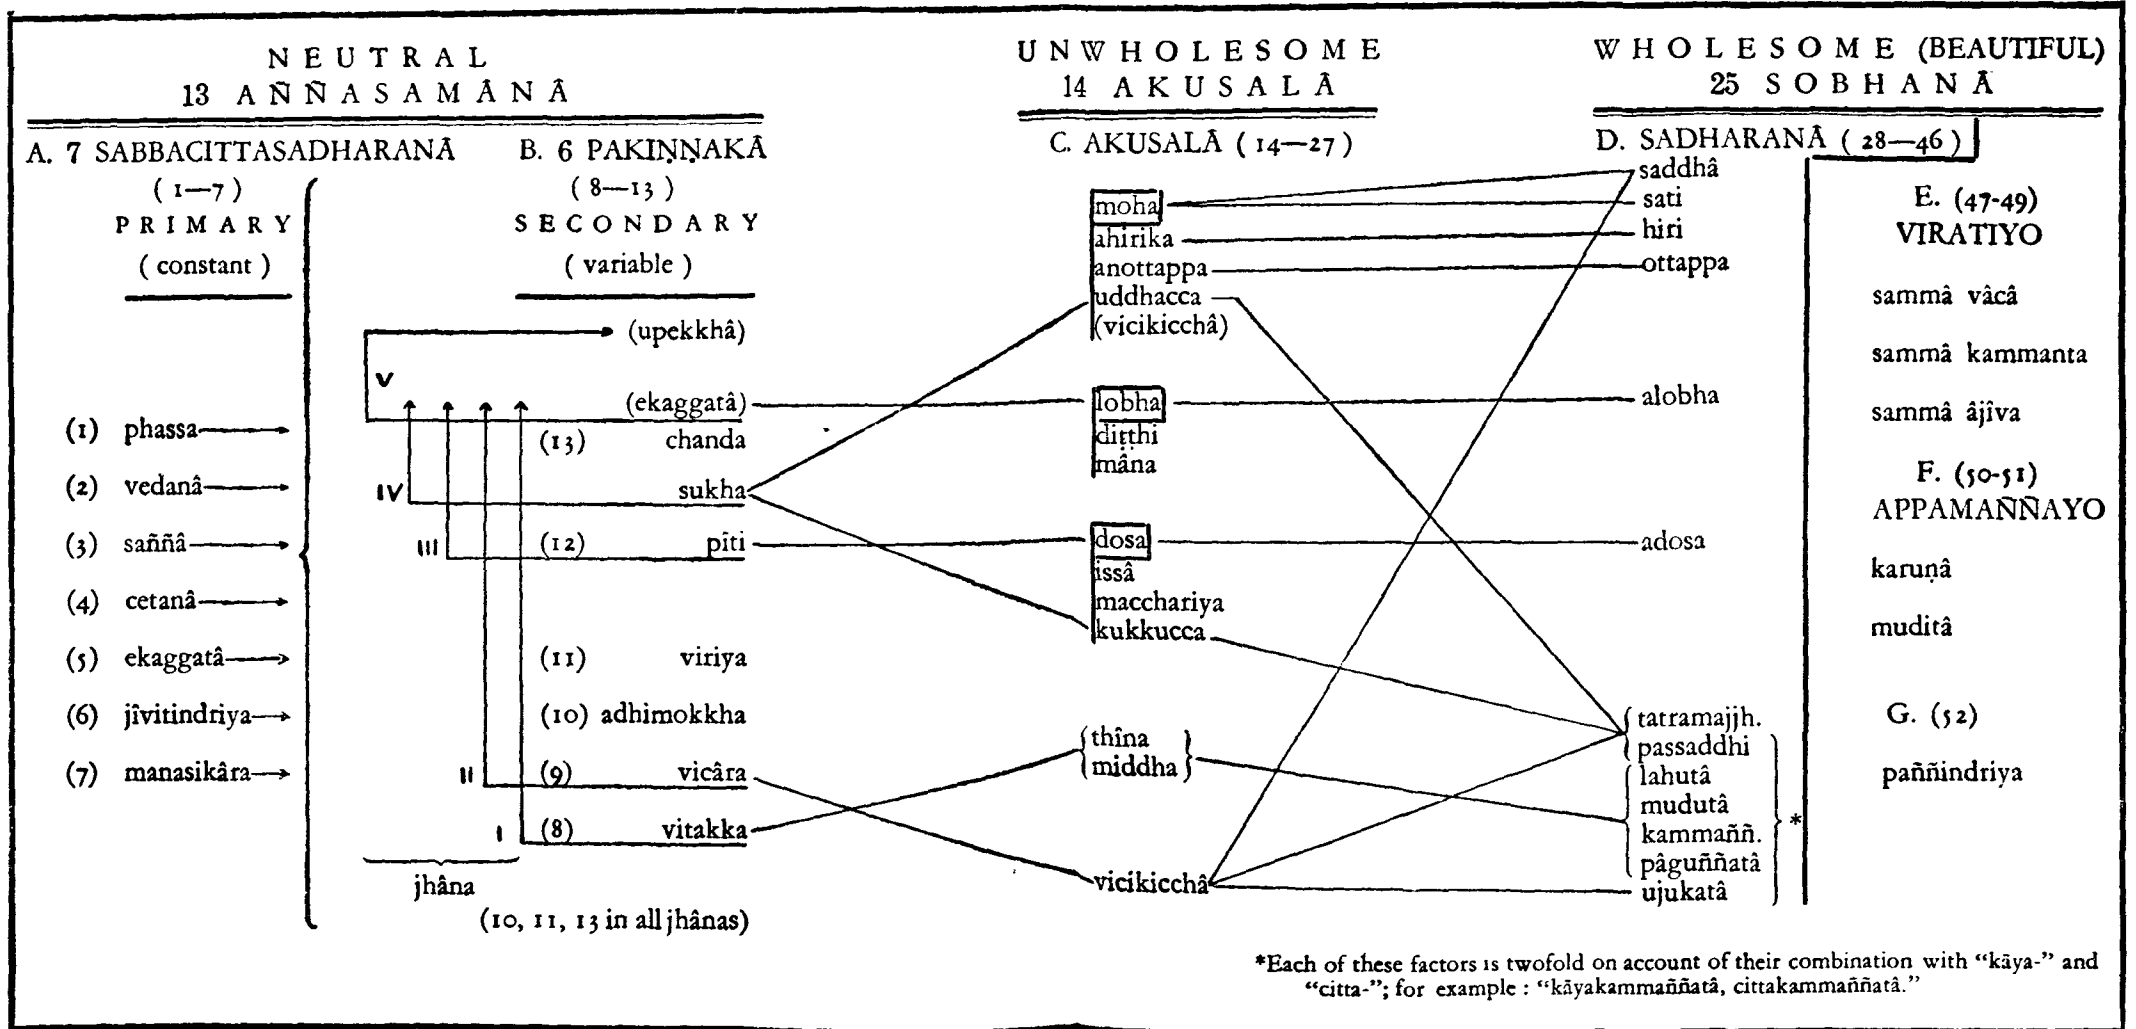 NEUTRAL
13 AÑÑASAMÂNÂ
A. 7 SABBACITTASADHARANÂ
(1—7)
PRIMARY
(constant)
(1) phassa
(2) vedanâ
(3) saññâ
(4) cetanâ
(5) ekaggatâ
(6) jîvitindriya
(7) manasikâra
B. 6 PAKIṆṆAKÂ
(8—13)
SECONDARY
(variable)
(upekkhâ)
V
(ekaggatâ)
(13) chanda
IV sukha
III (12) pîti
(11) viriya
(10) adhimokkha
II (9) vicâra
I (8) vitakka
jhâna
(10, 11, 13 in all jhânas)
UNWHOLESOME
14 AKUSALÂ
C. AKUSALÂ (14—27)
moha
ahirika
anottappa
uddhacca
(vicikicchâ)
lobha
diṭṭhi
mâna
dosa
issâ
macchariya
kukkucca
thîna
middha
vicikicchâ
WHOLESOME (BEAUTIFUL)
25 SOBHANÂ
D. SADHARANÂ (28—46)
saddhâ
sati
hiri
ottappa
alobha
adosa
tatramajjh.
passaddhi
lahutâ
mudutâ
kammaññ.
pâguññatâ
ujukatâ
*
E. (47-49)
VIRATIYO
sammâ vâcâ
sammâ kammanta
sammâ âjîva
F. (50-51)
APPAMAÑÑAYO
karuṇâ
muditâ
G. (52)
paññindriya
*Each of these factors is twofold on account of their combination with “kāya-” and
“citta-”; for example : “kāyakammaññatâ, cittakammaññatâ.”